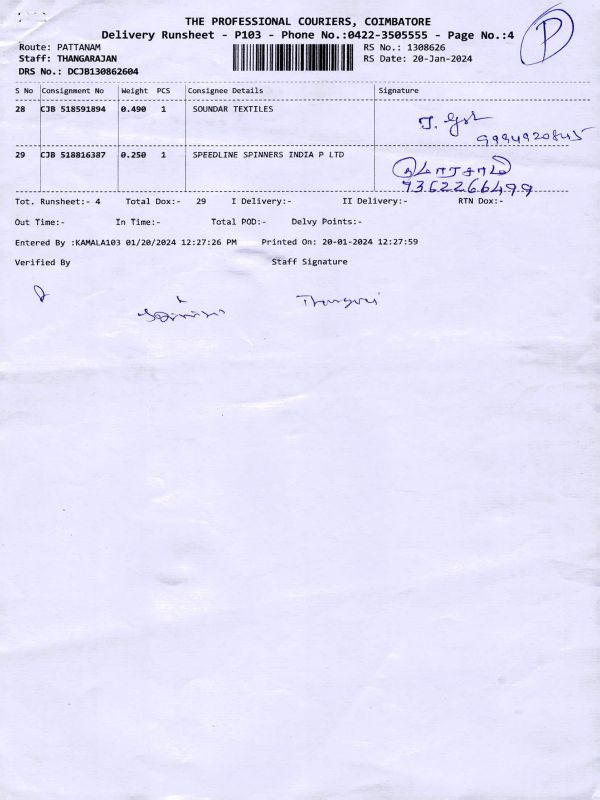 THE PROFESSIONAL COURIERS, COIMBATORE
Delivery Runsheet - P103 - Phone No.:0422-3505555 - Page No.:4
P
Route: PATTANAM RS No.: 1308626
Staff: THANGARAJAN RS Date: 20-Jan-2024
DRS No.: DCJB130862604
S No Consignment No Weight PCS Consignee Details Signature
28 CJB 518591894 0.490 1 SOUNDAR TEXTILES
29 CJB 518816387 0.250 1 SPEEDLINE SPINNERS INDIA P LTD
7362266499
Tot. Runsheet:- 4 Total Dox:- 29 I Delivery:- II Delivery:- RTN Dox:-
Out Time:- In Time:- Total POD:- Delvy Points:-
Entered By :KAMALA103 01/20/2024 12:27:26 PM Printed On: 20-01-2024 12:27:59
Verified By Staff Signature